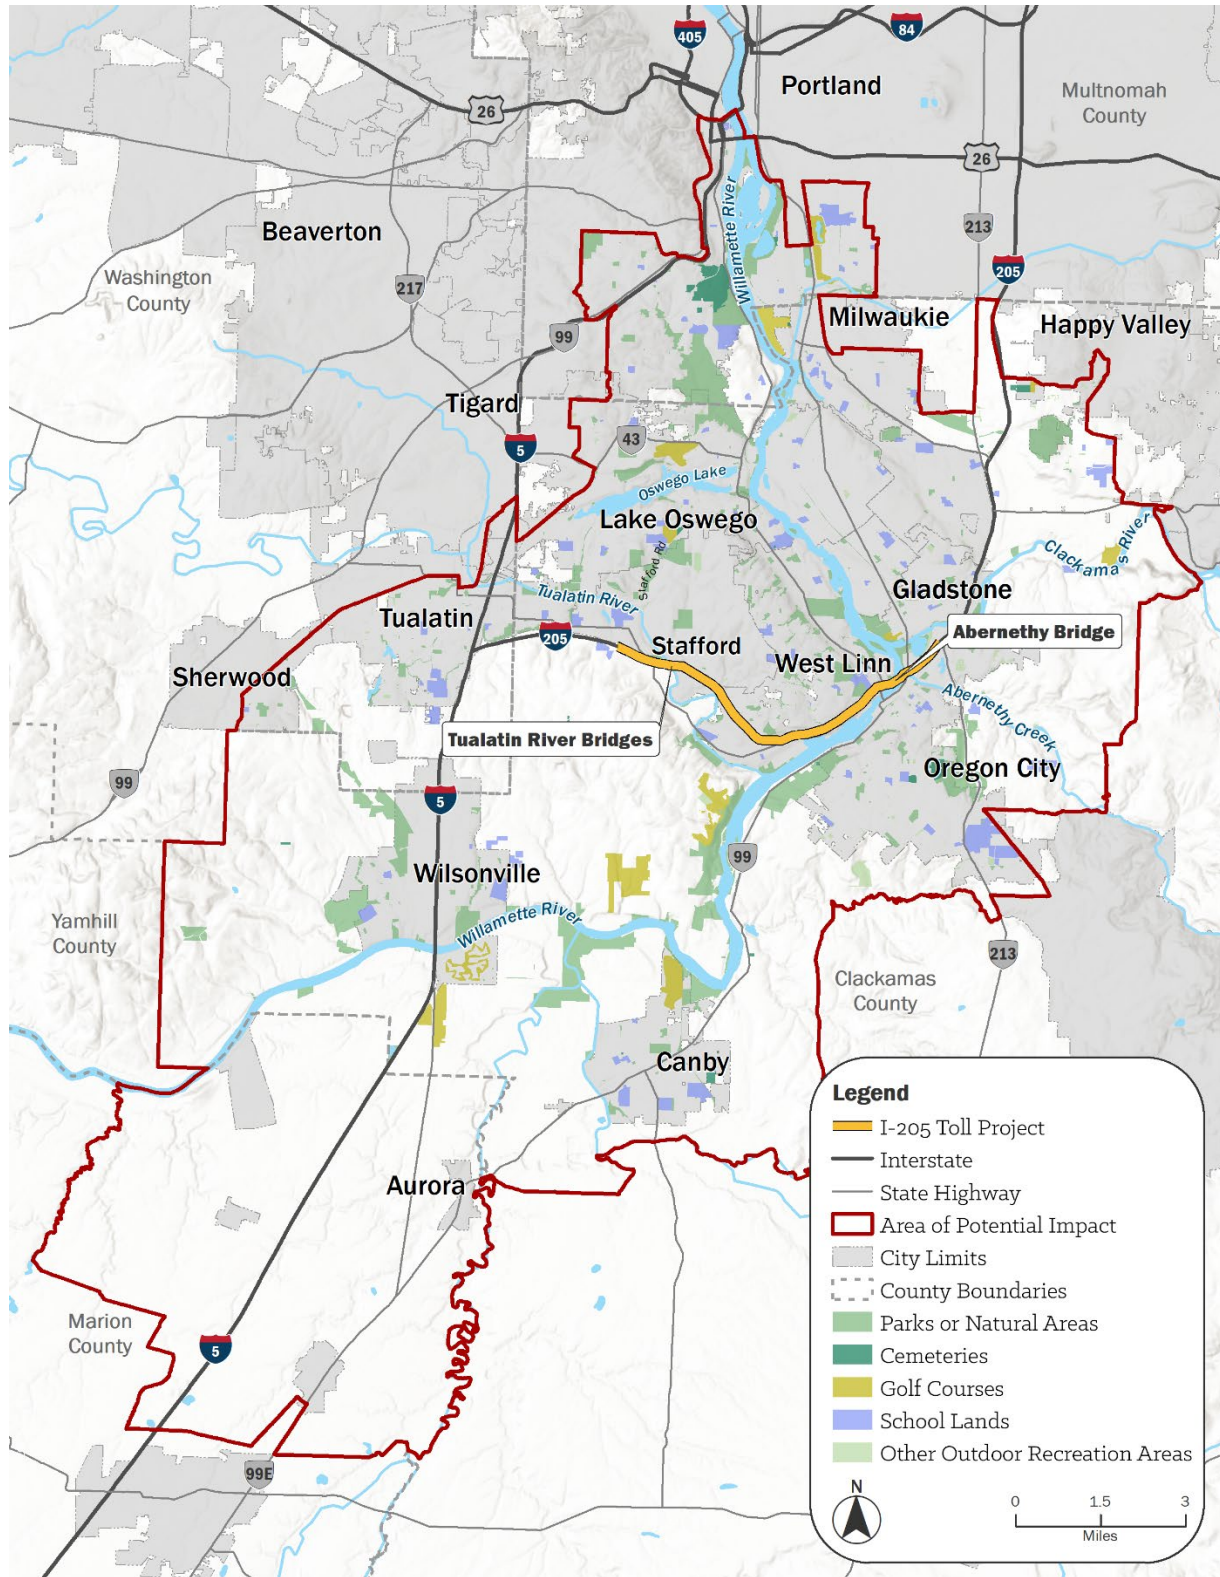 405
84
Portland
Multnomah
County
26
26
Willamette River
213
Beaverton
Washington
County
217
205
Milwaukie
Happy Valley
99
Tigard
43
5
Oswego Lake
Lake Oswego
Stafford Rd
Clackamas River
Gladstone
Tualatin River
Tualatin
Abernethy Bridge
205
Stafford
West Linn
Sherwood
Abernethy
Creek
Tualatin River Bridges
Oregon City
99
5
99
Wilsonville
Yamhill
County
Willamette River
213
Clackamas
County
Canby
Aurora
Marion
County
5
99E
Legend
I-205 Toll Project
Interstate
State Highway
Area of Potential Impact
City Limits
County Boundaries
Parks or Natural Areas
Cemeteries
Golf Courses
School Lands
Other Outdoor Recreation Areas
N
0 1.5 3
Miles